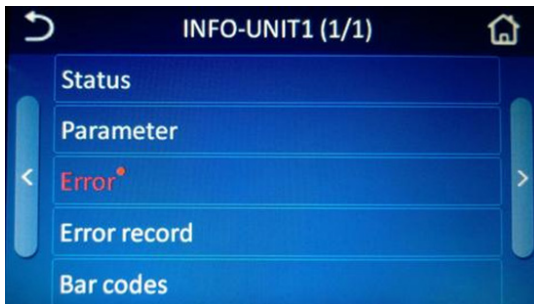 INFO-UNIT1 (1/1)
Status
Parameter
Error
Error record
Bar codes